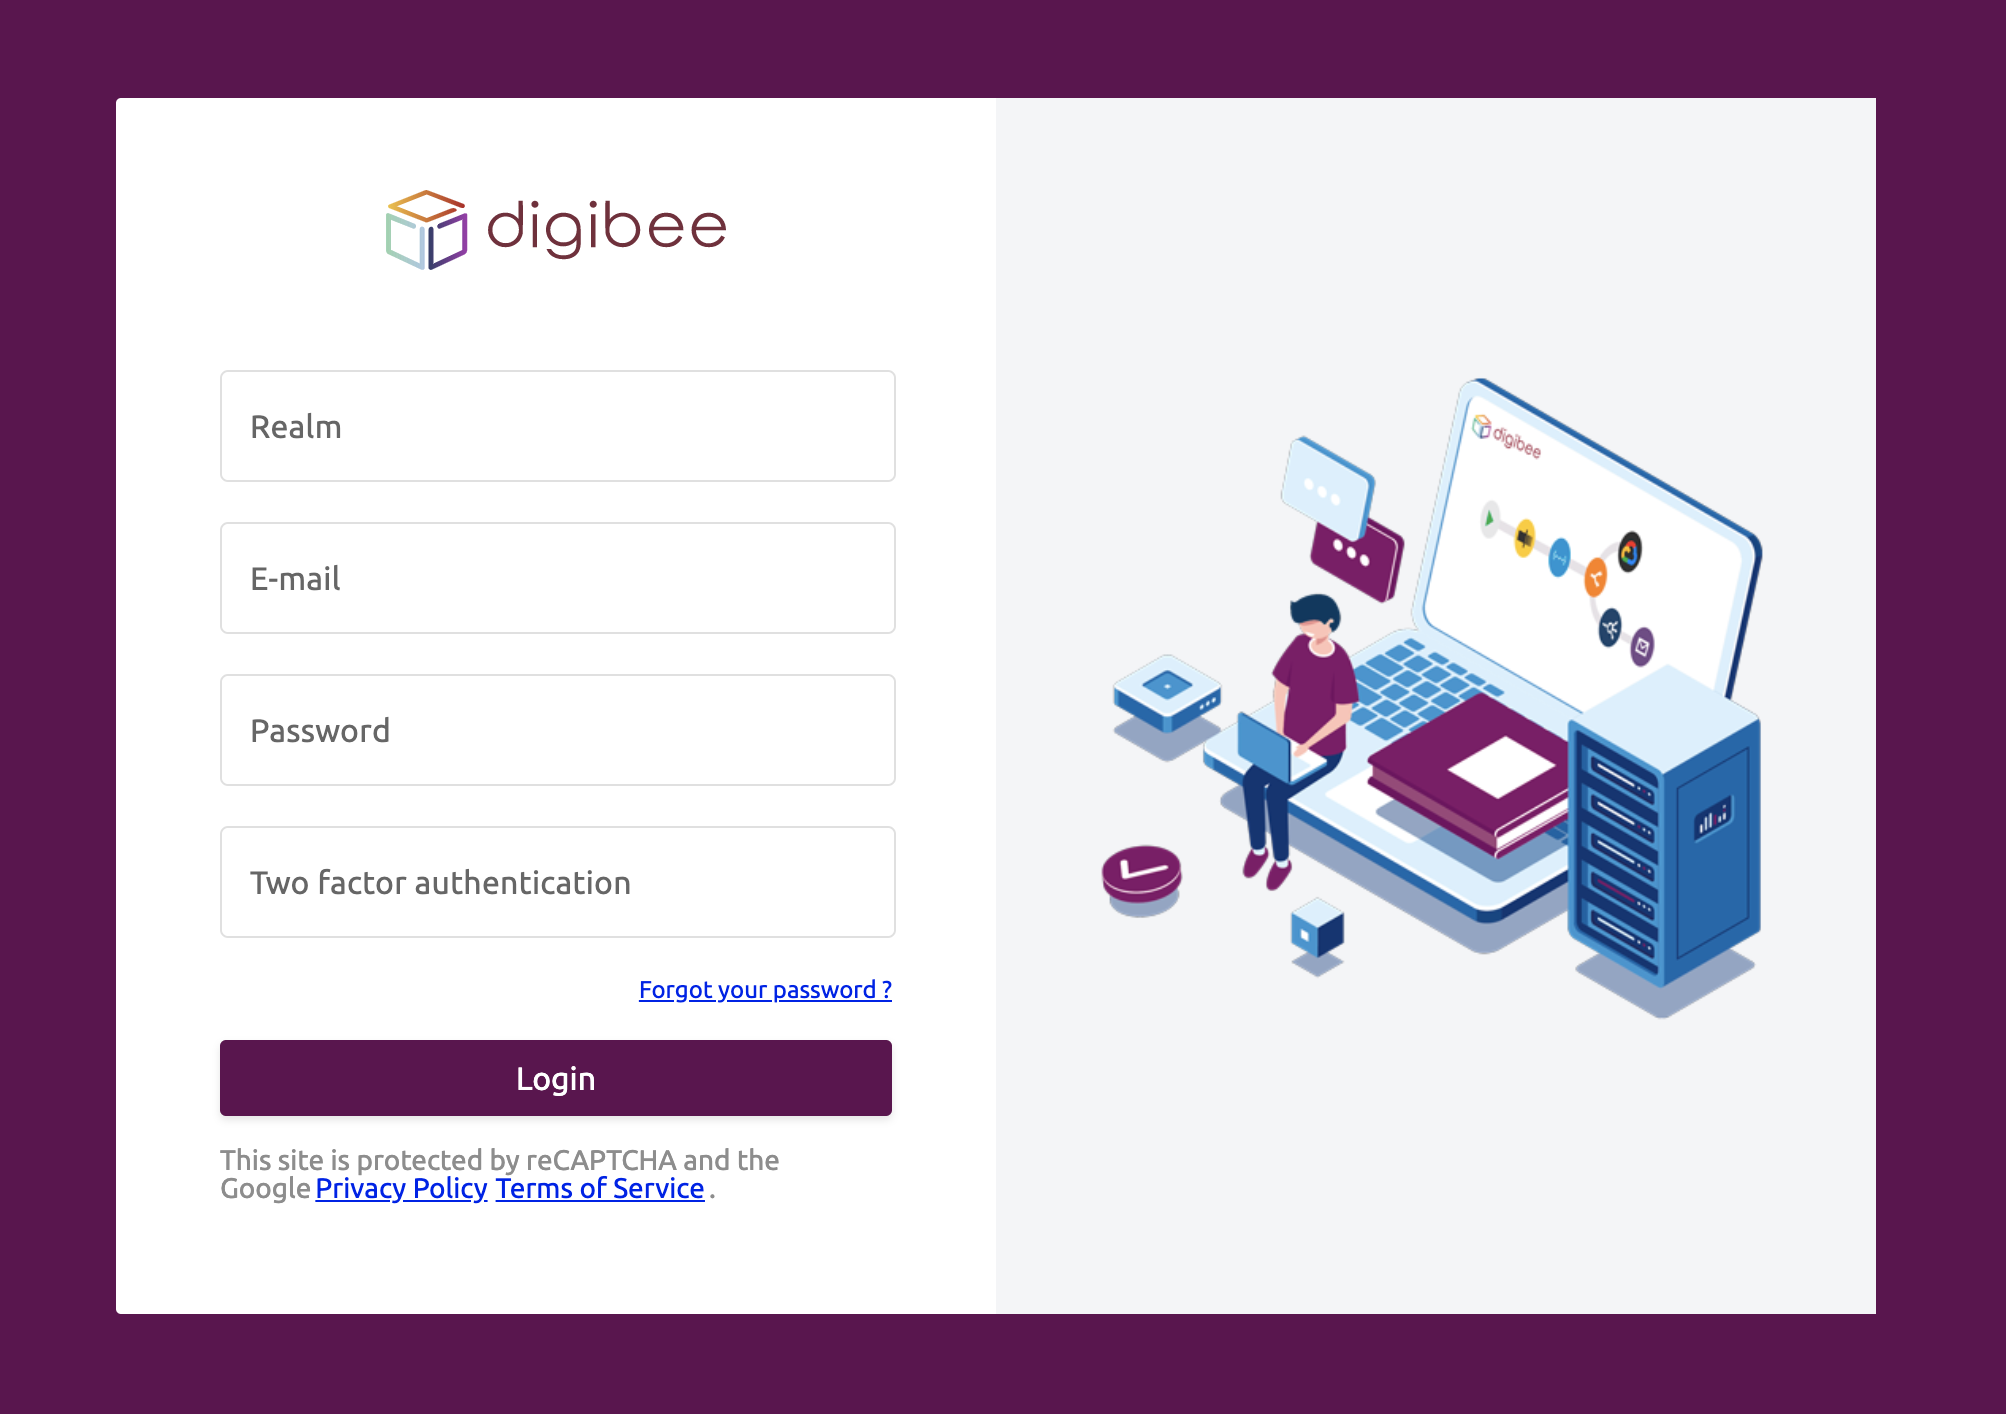 digibee
Realm
E-mail
Password
Two factor authentication
Forgot your password ?
Login
This site is protected by reCAPTCHA and the
Google Privacy Policy Terms of Service .
digibee